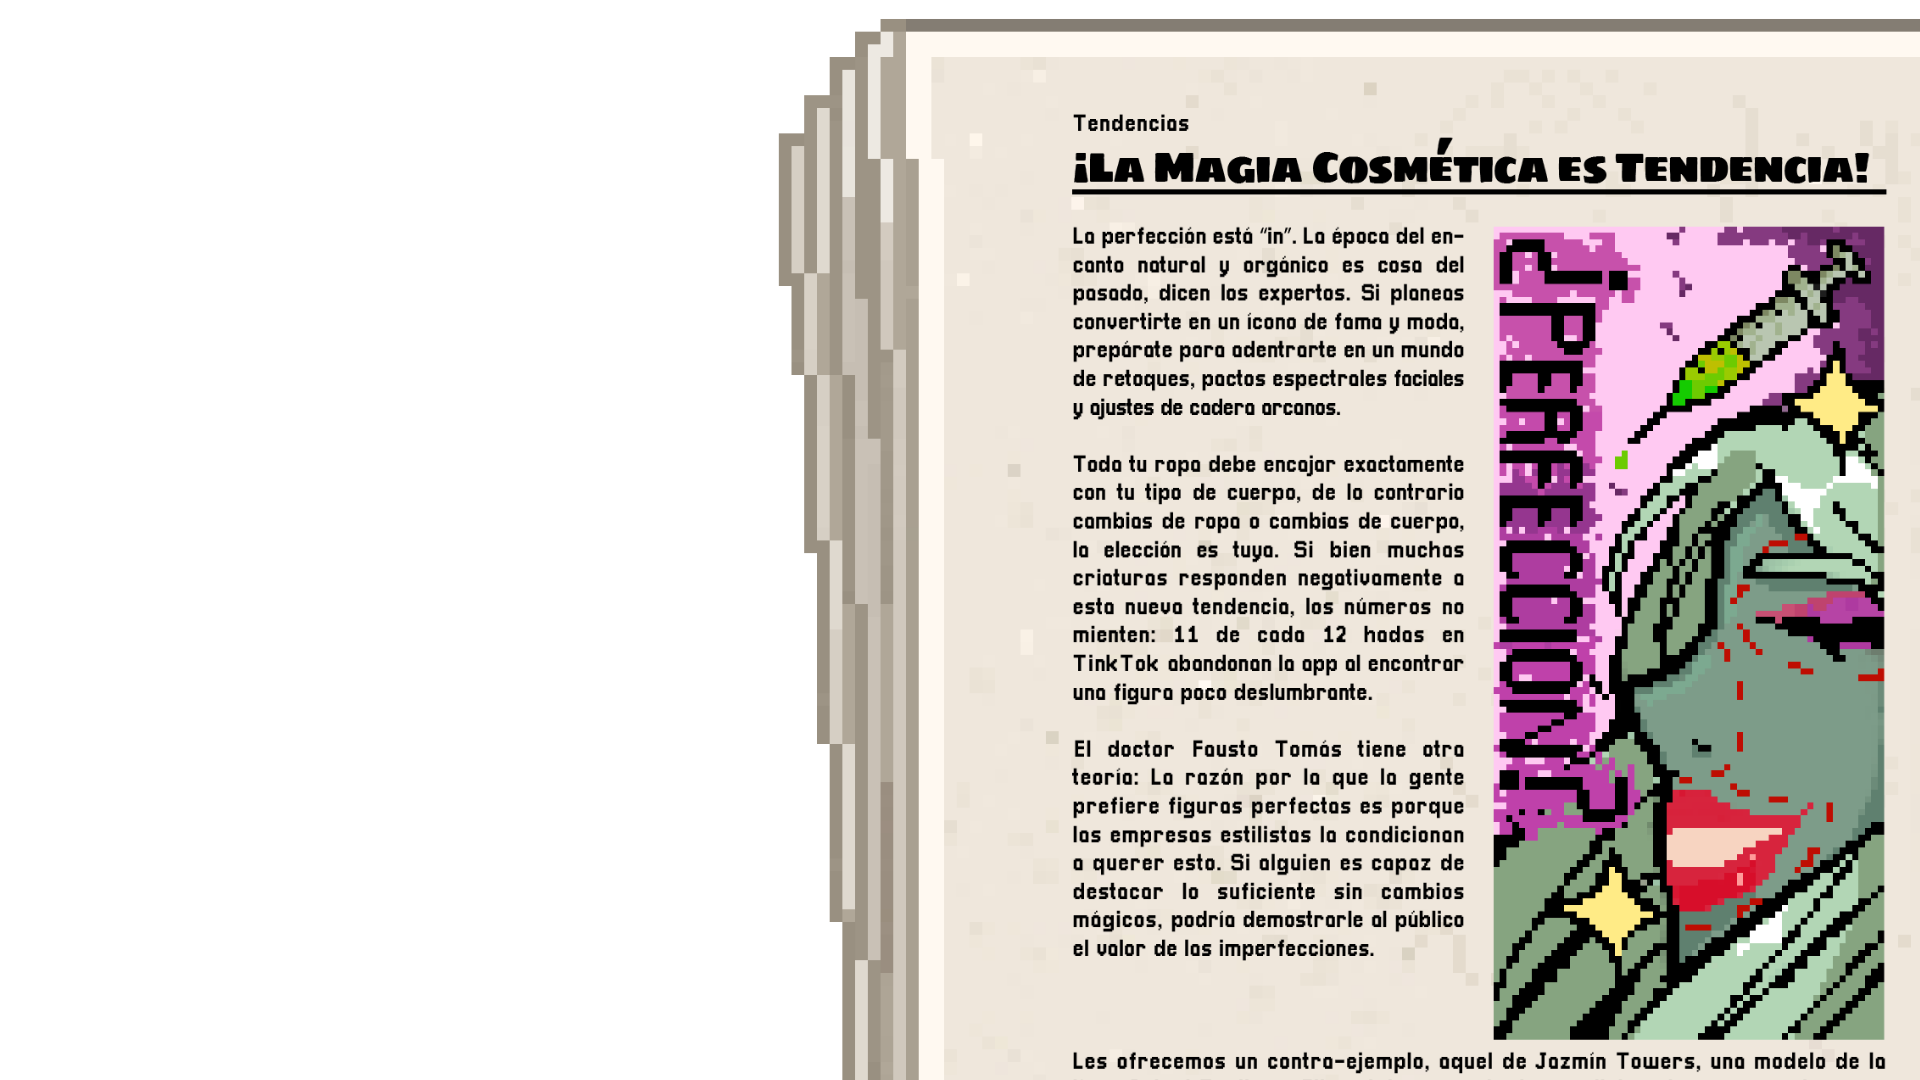 Tendencias
¡La Magia Cosmética es Tendencia!
La perfección está "in". La época del en-
canto natural y orgánico es cosa del
pasado, dicen los expertos. Si planeas
convertirte en un ícono de fama y moda,
prepárate para adentrarte en un mundo
de retoques, pactos espectrales faciales
y ajustes de cadera arcanos.
Toda tu ropa debe encajar exactamente
con tu tipo de cuerpo, de lo contrario
cambias de ropa o cambias de cuerpo,
la elección es tuya. Si bien muchas
criaturas responden negativamente a
esta nueva tendencia, los números no
mienten: 11 de cada 12 hadas en
TinkTok abandonan la app al encontrar
una figura poco deslumbrante.
El doctor Fausto Tomás tiene otra
teoría: La razón por la que la gente
prefiere figuras perfectas es porque
las empresas estilistas la condicionan
a querer esto. Si alguien es capaz de
destacar lo suficiente sin cambios
mágicos, podría demostrarle al público
el valor de las imperfecciones.
¿PERFECCION?
Les ofrecemos un contra-ejemplo, aquel de Jazmín Towers, una modelo de la